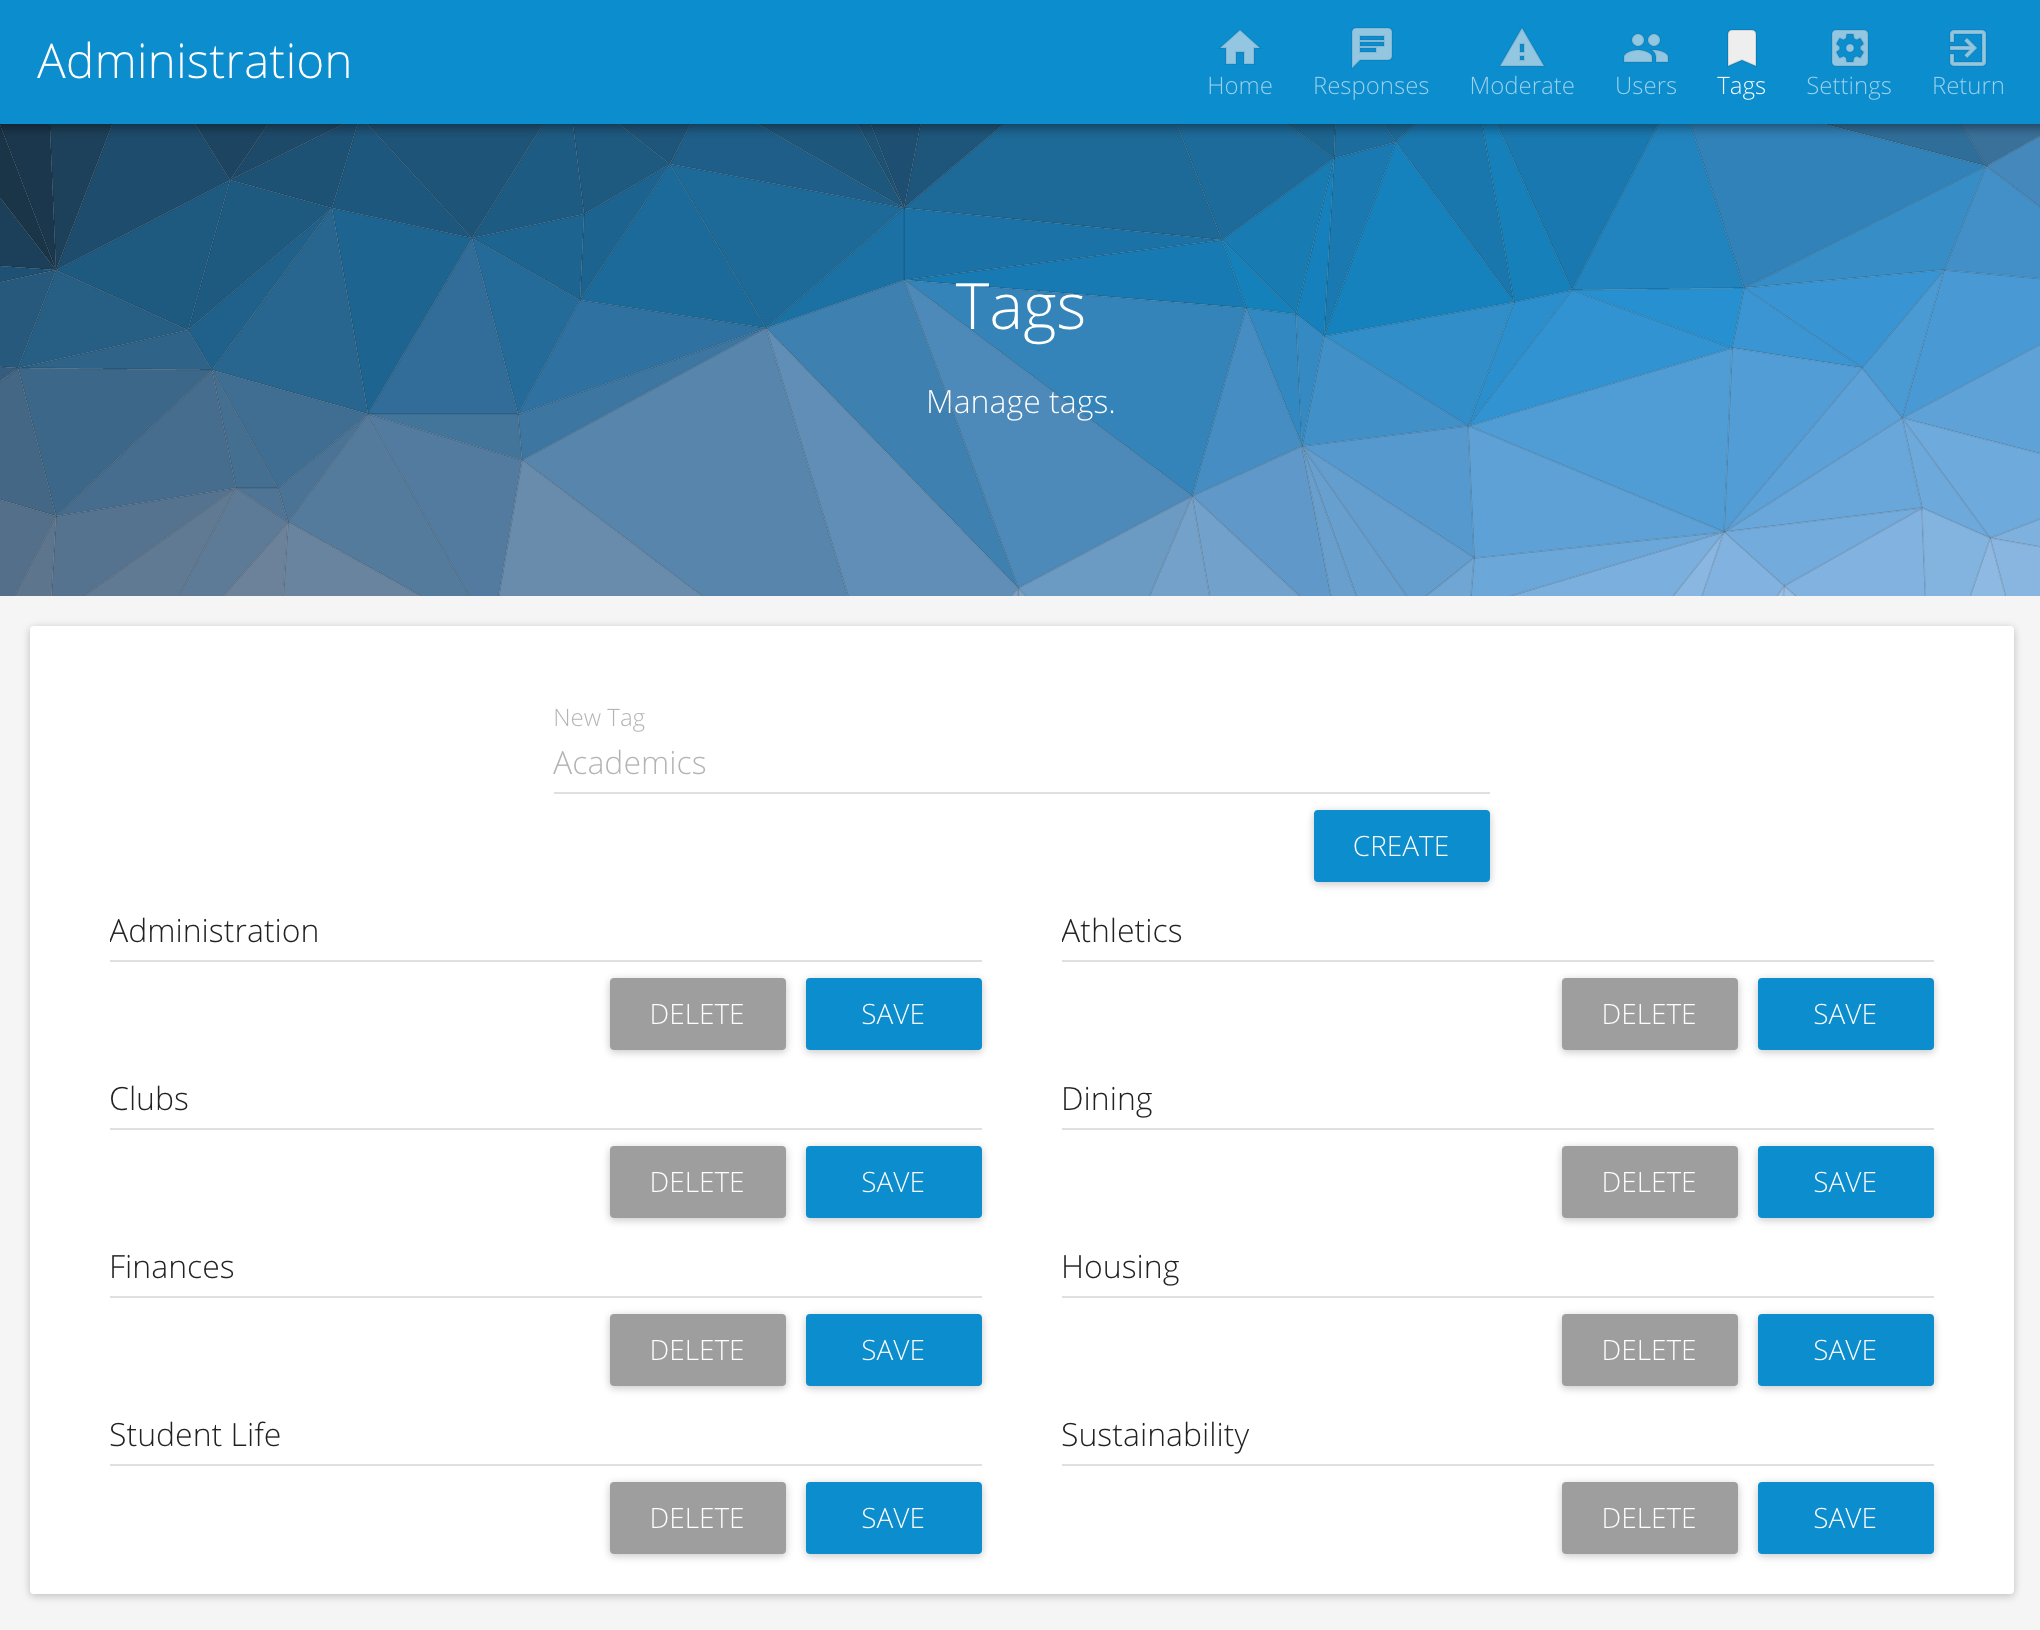 Administration
Home Responses Moderate Users Tags Settings Return
Tags
Manage tags.
New Tag
Academics
CREATE
Administration Athletics
DELETE SAVE DELETE SAVE
Clubs Dining
DELETE SAVE DELETE SAVE
Finances Housing
DELETE SAVE DELETE SAVE
Student Life Sustainability
DELETE SAVE DELETE SAVE